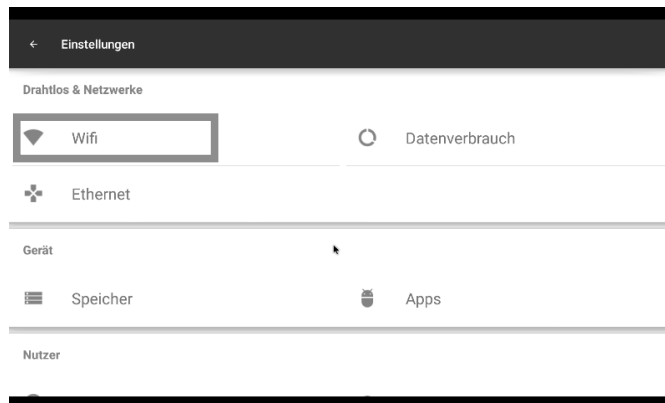 Einstellungen
Drahtlos & Netzwerke
Wifi
Datenverbrauch
Ethernet
Gerät
Speicher
Apps
Nutzer